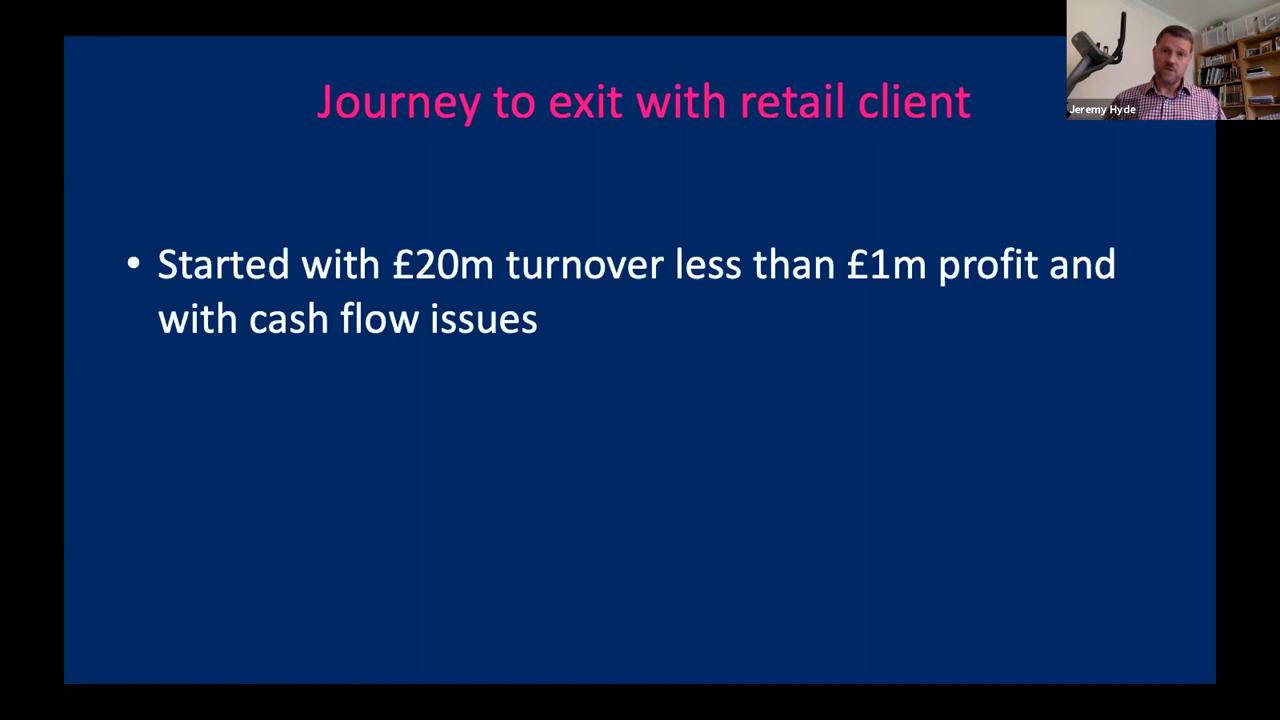 Journey to exit with retail client
Jeremy Hyde
• Started with £20m turnover less than £1m profit and
with cash flow issues